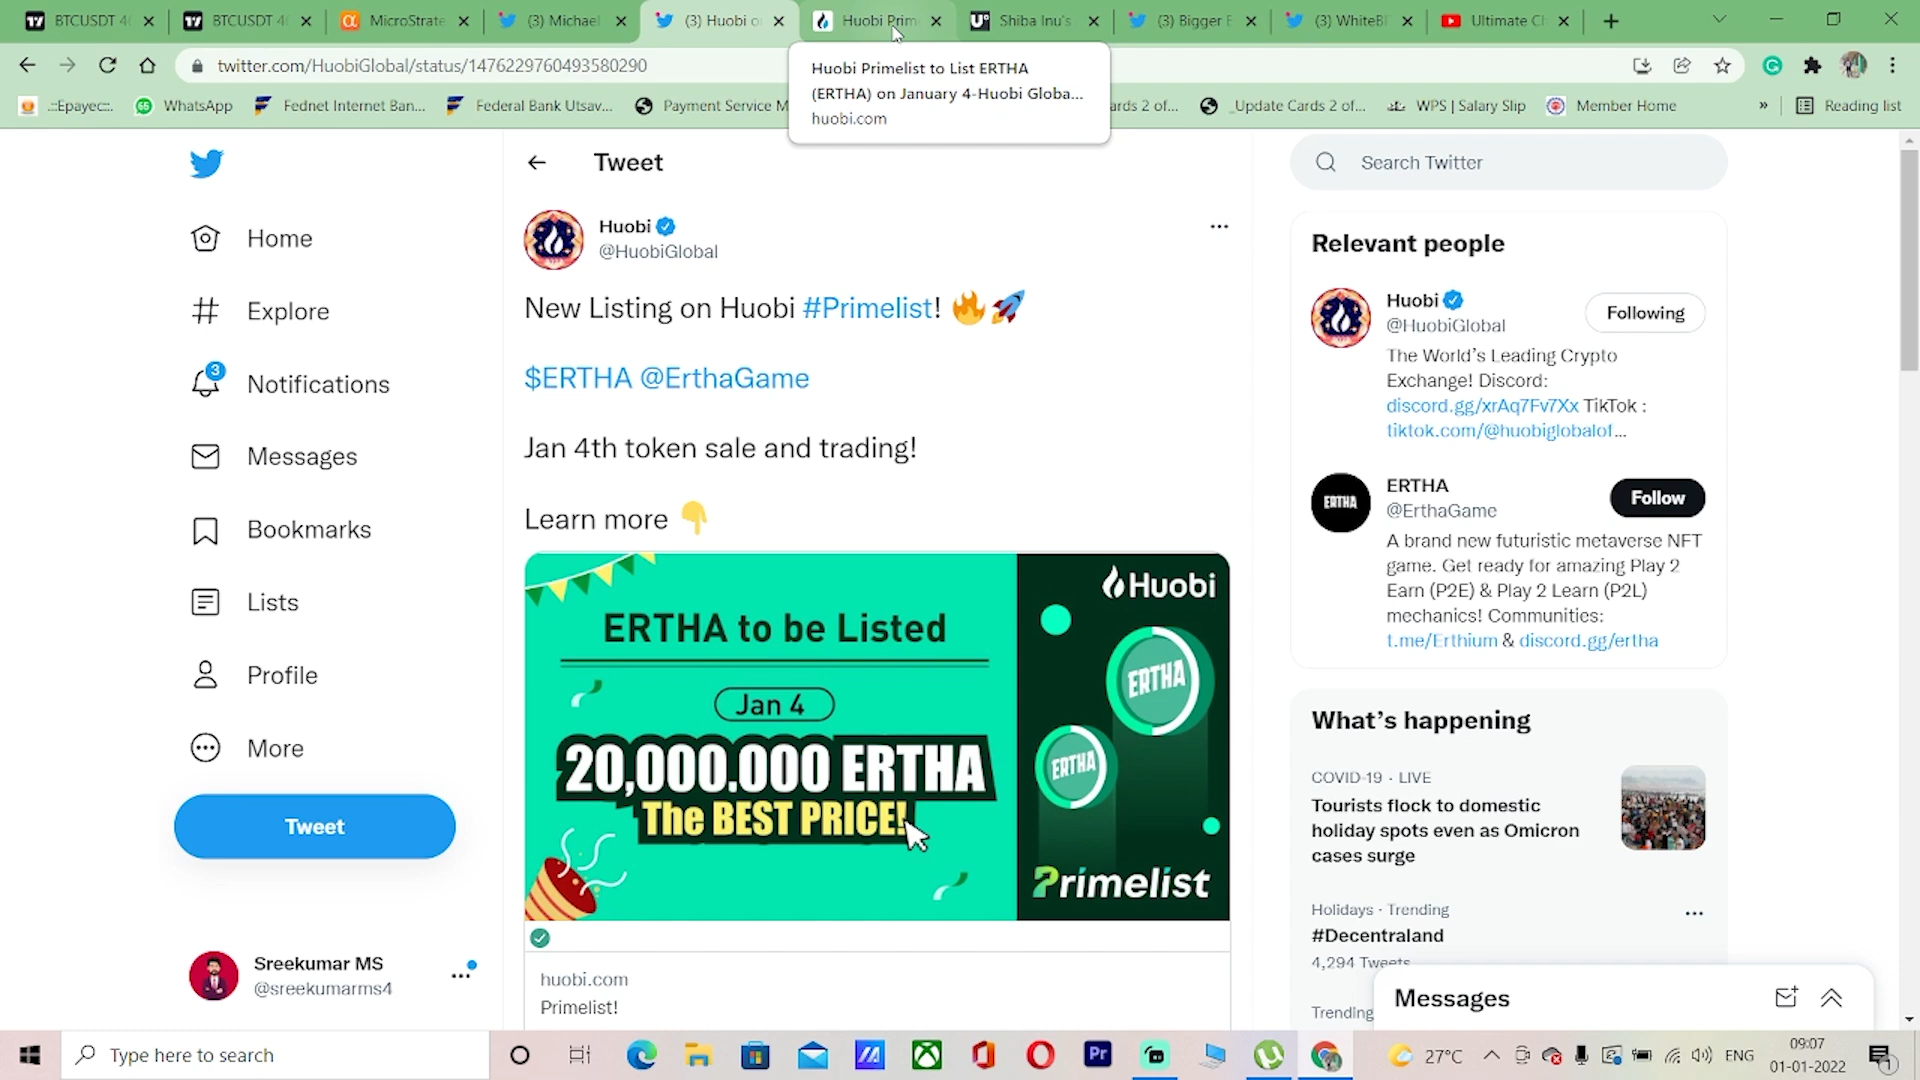 BTCUSDT 4
BTCUSDT 4
MicroStrate
(3) Michael
(3) Huobi o
Huobi Prim
Shiba Inu's
(3) Bigger E
(3) WhiteBI
Ultimate C
twitter.com/HuobiGlobal/status/1476229760493580290
Huobi Primelist to List ERTHA
(ERTHA) on January 4-Huobi Globa...
huobi.com
.::Epayec::.
WhatsApp
Fednet Internet Ban...
Federal Bank Utsav...
Payment Service M
ards 2 of...
_Update Cards 2 of...
WPS | Salary Slip
Member Home
»
Reading list
Tweet
Search Twitter
Home
Explore
3
Notifications
Messages
Bookmarks
Lists
Profile
More
Tweet
Sreekumar MS
@sreekumarms4
Huobi
@HuobiGlobal
New Listing on Huobi #Primelist! 🔥🚀
$ERTHA @ErthaGame
Jan 4th token sale and trading!
Learn more 👇
ERTHA to be Listed
Jan 4
20,000.000 ERTHA
The BEST PRICE!
Huobi
ERTHA
ERTHA
Primelist
huobi.com
Primelist!
Relevant people
Huobi
@HuobiGlobal
Following
The World's Leading Crypto
Exchange! Discord:
discord.gg/xrAq7Fv7Xx TikTok :
tiktok.com/@huobiglobalof...
ERTHA
ERTHA
@ErthaGame
Follow
A brand new futuristic metaverse NFT
game. Get ready for amazing Play 2
Earn (P2E) & Play 2 Learn (P2L)
mechanics! Communities:
t.me/Erthium & discord.gg/ertha
What's happening
COVID-19 · LIVE
Tourists flock to domestic
holiday spots even as Omicron
cases surge
Holidays · Trending
#Decentraland
4,294 Tweets
Trending
Messages
Type here to search
Pr
27°C
ENG
09:07
01-01-2022
1